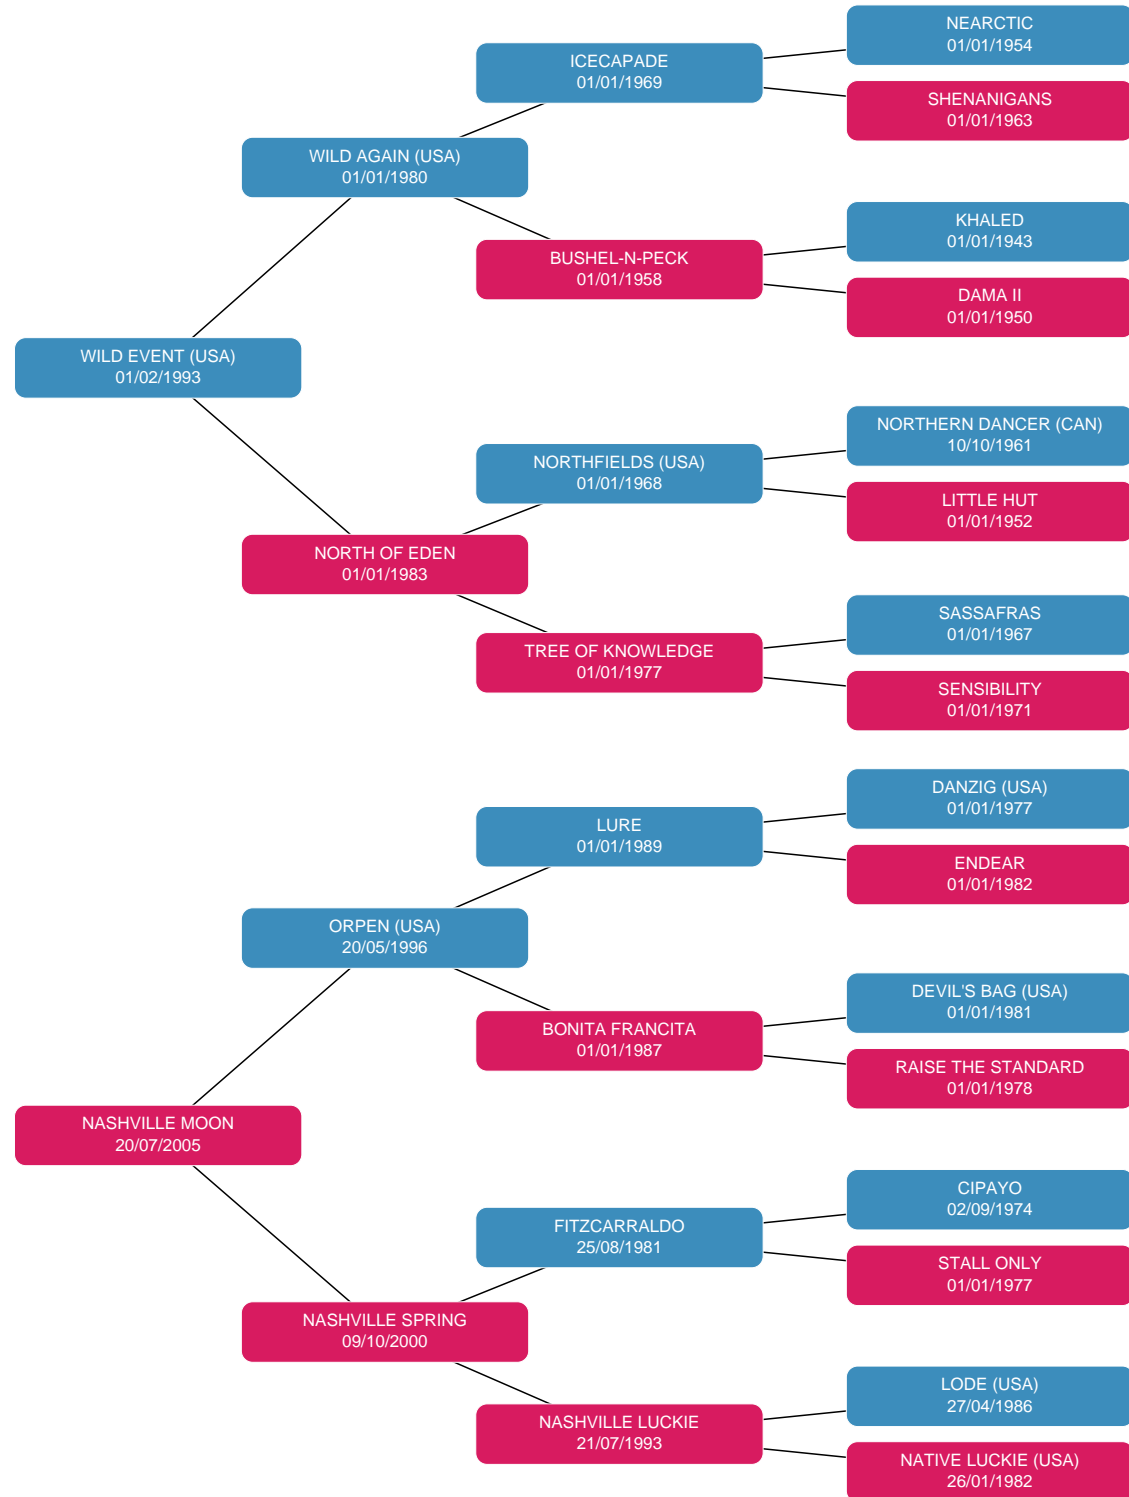 NEARCTIC
01/01/1954
ICECAPADE
01/01/1969
SHENANIGANS
01/01/1963
WILD AGAIN (USA)
01/01/1980
KHALED
01/01/1943
BUSHEL-N-PECK
01/01/1958
DAMA II
01/01/1950
WILD EVENT (USA)
01/02/1993
NORTHERN DANCER (CAN)
10/10/1961
NORTHFIELDS (USA)
01/01/1968
LITTLE HUT
01/01/1952
NORTH OF EDEN
01/01/1983
SASSAFRAS
01/01/1967
TREE OF KNOWLEDGE
01/01/1977
SENSIBILITY
01/01/1971
DANZIG (USA)
01/01/1977
LURE
01/01/1989
ENDEAR
01/01/1982
ORPEN (USA)
20/05/1996
DEVIL'S BAG (USA)
01/01/1981
BONITA FRANCITA
01/01/1987
RAISE THE STANDARD
01/01/1978
NASHVILLE MOON
20/07/2005
CIPAYO
02/09/1974
FITZCARRALDO
25/08/1981
STALL ONLY
01/01/1977
NASHVILLE SPRING
09/10/2000
LODE (USA)
27/04/1986
NASHVILLE LUCKIE
21/07/1993
NATIVE LUCKIE (USA)
26/01/1982